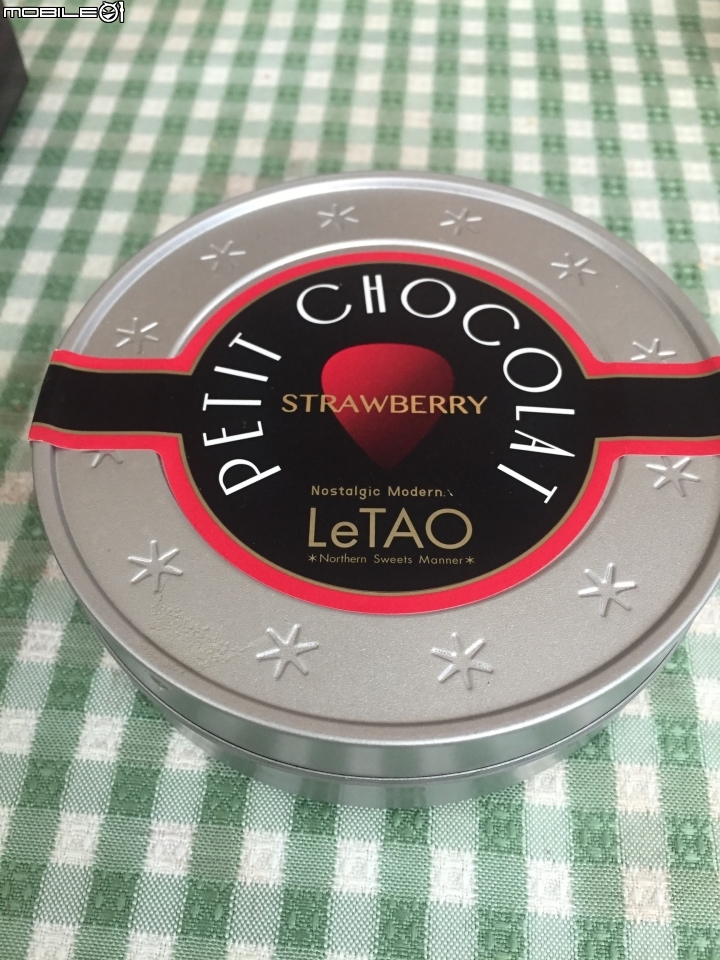 MOBILE01
PETIT CHOCOLAT
STRAWBERRY
Nostalgic Modern.
LeTAO
*Northern Sweets Manner*